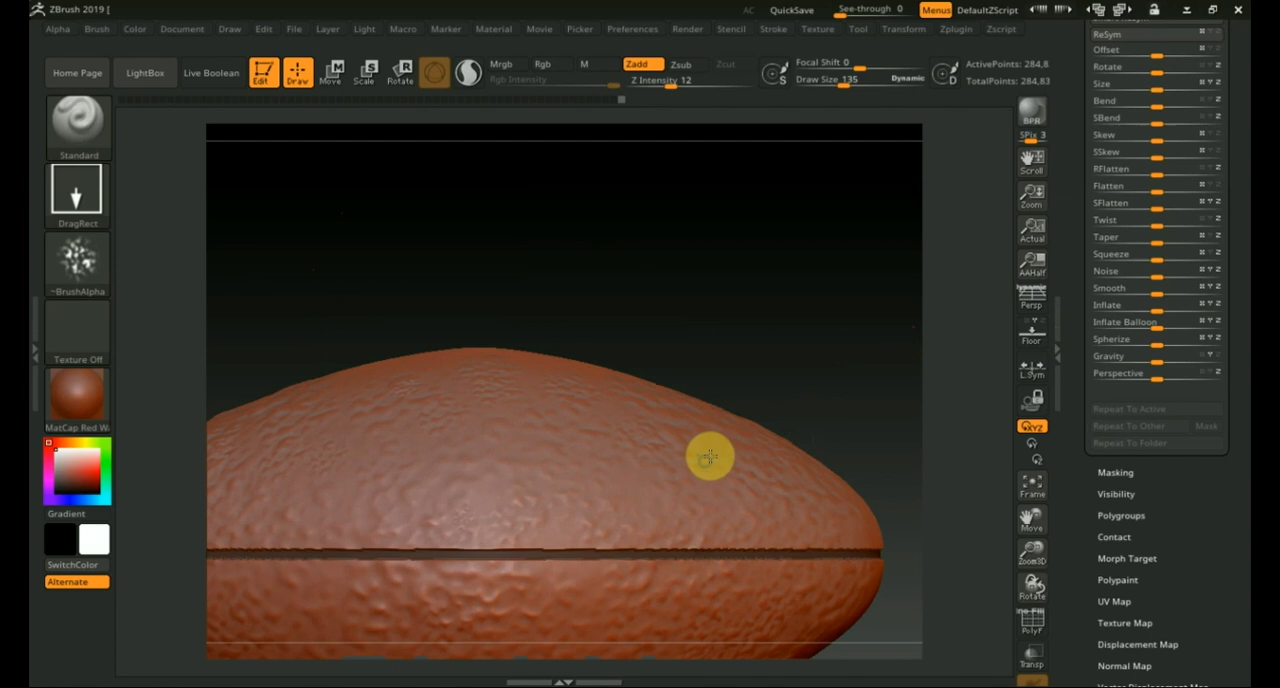 ZBrush 2019 [
AC QuickSave See-through 0 Menus DefaultZScript
Alpha Brush Color Document Draw Edit File Layer Light Macro Marker Material Movie Picker Preferences Render Stencil Stroke Texture Tool Transform Zplugin Zscript
Home Page LightBox Live Boolean Edit Draw Move Scale Rotate
Mrgb Rgb M Zadd Zsub Zcut
Rgb Intensity Z Intensity 12
S Focal Shift 0
Draw Size 135 Dynamic D
ActivePoints: 284,8
TotalPoints: 284,83
Standard
DragRect
~BrushAlpha
Texture Off
MatCap Red W
Gradient
SwitchColor
Alternate
BPR
SPix 3
Scroll
Zoom
Actual
AAHalf
Persp
Floor
L.Sym
XYZ
Frame
Move
Zoom3D
Rotate
PolyF
Transp
ReSym
Offset
Rotate
Size
Bend
SBend
Skew
SSkew
RFlatten
Flatten
SFlatten
Twist
Taper
Squeeze
Noise
Smooth
Inflate
Inflate Balloon
Spherize
Gravity
Perspective
Repeat To Active
Repeat To Other Mask
Repeat To Folder
Masking
Visibility
Polygroups
Contact
Morph Target
Polypaint
UV Map
Texture Map
Displacement Map
Normal Map
Vector Displacement Map